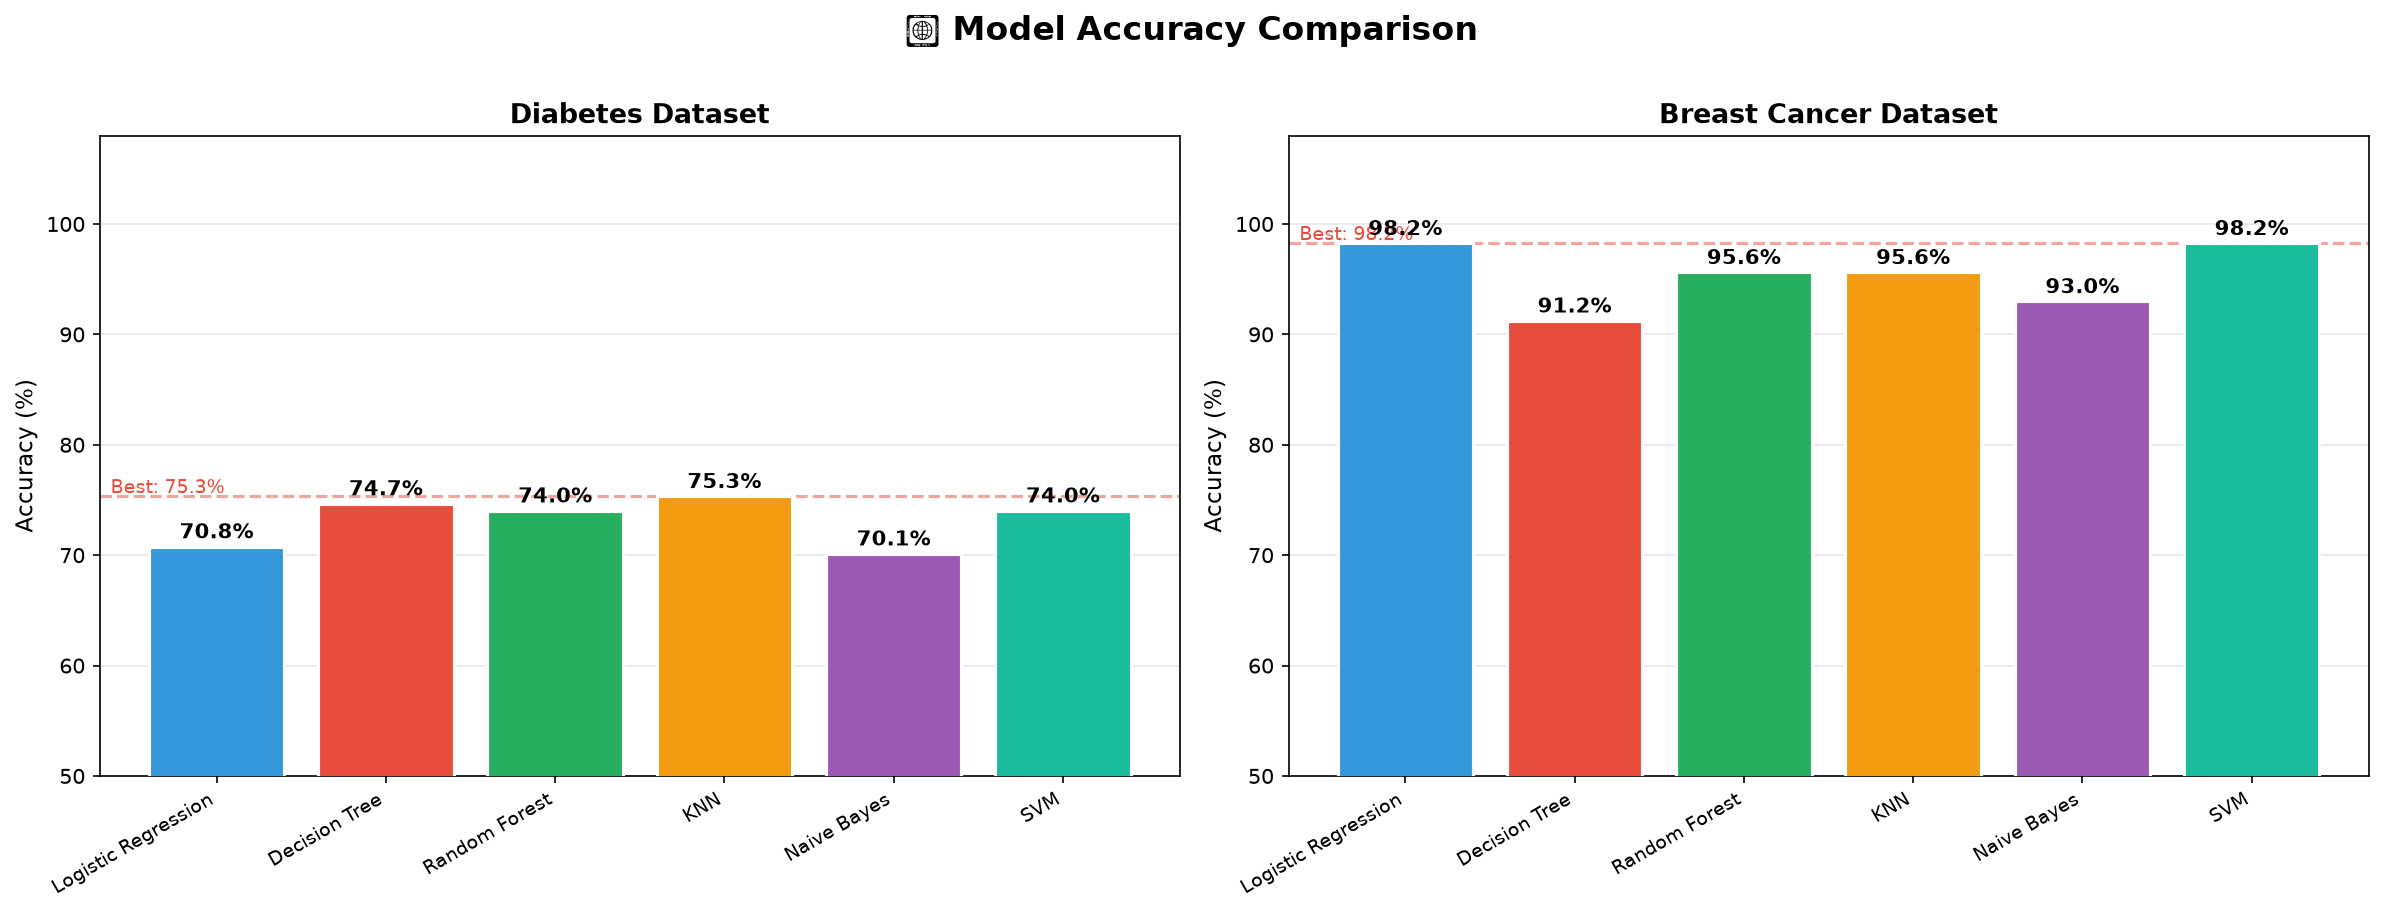 Model Accuracy Comparison
Diabetes Dataset
Accuracy (%)
100
90
80
70
60
50
Best: 75.3%
70.8%
74.7%
74.0%
75.3%
70.1%
74.0%
Logistic Regression
Decision Tree
Random Forest
KNN
Naive Bayes
SVM
Breast Cancer Dataset
Accuracy (%)
100
90
80
70
60
50
Best: 98.2%
98.2%
91.2%
95.6%
95.6%
93.0%
98.2%
Logistic Regression
Decision Tree
Random Forest
KNN
Naive Bayes
SVM